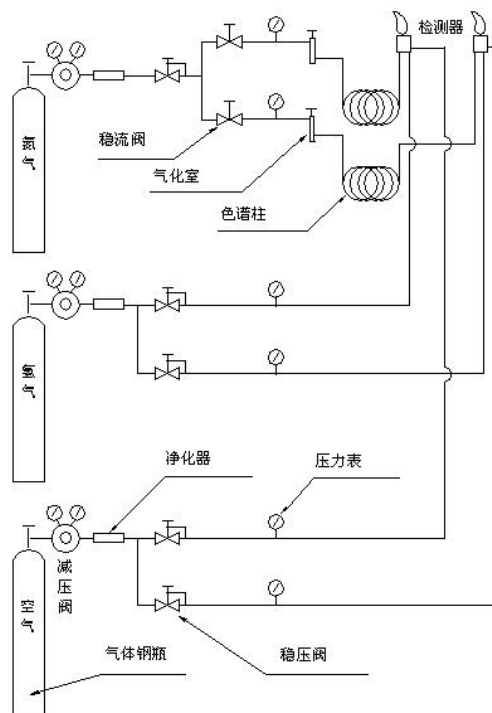 检测器
氮气
稳流阀
气化室
色谱柱
氢气
净化器
压力表
减压阀
空气
气体钢瓶
稳压阀